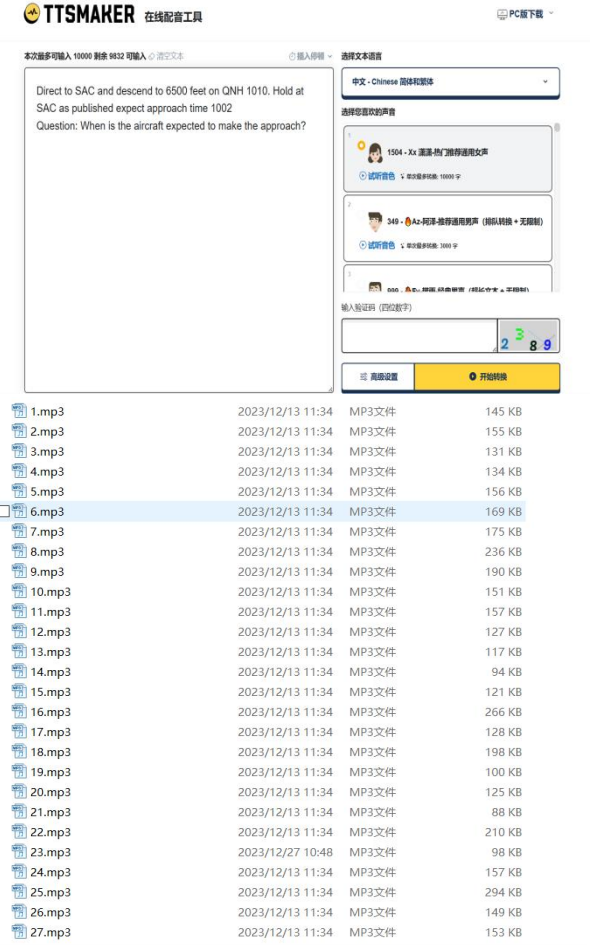 TTSMAKER 在线配音工具
PC版下载
本次最多可输入 10000 剩余 9832 可输入 清空文本
插入停顿
Direct to SAC and descend to 6500 feet on QNH 1010. Hold at
SAC as published expect approach time 1002
Question: When is the aircraft expected to make the approach?
选择文本语言
中文 - Chinese 简体和繁体
选择您喜欢的声音
1
1504 - Xx 潇潇-热门推荐通用女声
试听音色 单次最多转换: 10000 字
2
349 - Az-阿泽-推荐通用男声（排队转换 + 无限制）
试听音色 单次最多转换: 3000 字
输入验证码（四位数字）
2389
高级设置
开始转换
1.mp3 2023/12/13 11:34 MP3文件 145 KB
2.mp3 2023/12/13 11:34 MP3文件 155 KB
3.mp3 2023/12/13 11:34 MP3文件 131 KB
4.mp3 2023/12/13 11:34 MP3文件 134 KB
5.mp3 2023/12/13 11:34 MP3文件 156 KB
6.mp3 2023/12/13 11:34 MP3文件 169 KB
7.mp3 2023/12/13 11:34 MP3文件 175 KB
8.mp3 2023/12/13 11:34 MP3文件 236 KB
9.mp3 2023/12/13 11:34 MP3文件 190 KB
10.mp3 2023/12/13 11:34 MP3文件 151 KB
11.mp3 2023/12/13 11:34 MP3文件 157 KB
12.mp3 2023/12/13 11:34 MP3文件 127 KB
13.mp3 2023/12/13 11:34 MP3文件 117 KB
14.mp3 2023/12/13 11:34 MP3文件 94 KB
15.mp3 2023/12/13 11:34 MP3文件 121 KB
16.mp3 2023/12/13 11:34 MP3文件 266 KB
17.mp3 2023/12/13 11:34 MP3文件 128 KB
18.mp3 2023/12/13 11:34 MP3文件 198 KB
19.mp3 2023/12/13 11:34 MP3文件 100 KB
20.mp3 2023/12/13 11:34 MP3文件 125 KB
21.mp3 2023/12/13 11:34 MP3文件 88 KB
22.mp3 2023/12/13 11:34 MP3文件 210 KB
23.mp3 2023/12/27 10:48 MP3文件 98 KB
24.mp3 2023/12/13 11:34 MP3文件 157 KB
25.mp3 2023/12/13 11:34 MP3文件 294 KB
26.mp3 2023/12/13 11:34 MP3文件 149 KB
27.mp3 2023/12/13 11:34 MP3文件 153 KB